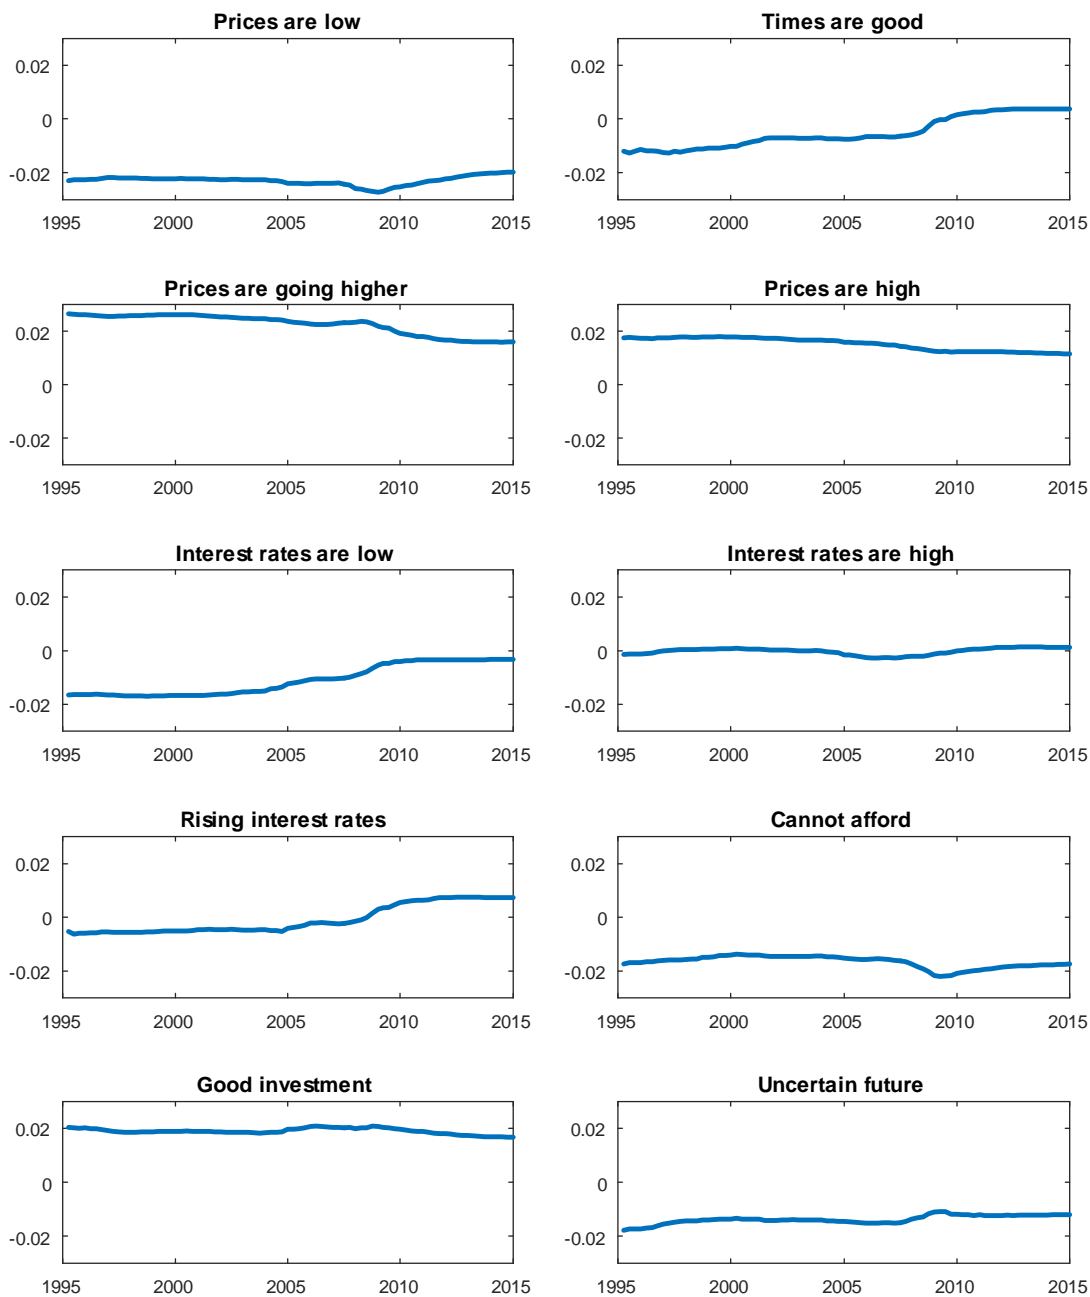 Prices are low
0.02
0
-0.02
1995 2000 2005 2010 2015
Times are good
0.02
0
-0.02
1995 2000 2005 2010 2015
Prices are going higher
0.02
0
-0.02
1995 2000 2005 2010 2015
Prices are high
0.02
0
-0.02
1995 2000 2005 2010 2015
Interest rates are low
0.02
0
-0.02
1995 2000 2005 2010 2015
Interest rates are high
0.02
0
-0.02
1995 2000 2005 2010 2015
Rising interest rates
0.02
0
-0.02
1995 2000 2005 2010 2015
Cannot afford
0.02
0
-0.02
1995 2000 2005 2010 2015
Good investment
0.02
0
-0.02
1995 2000 2005 2010 2015
Uncertain future
0.02
0
-0.02
1995 2000 2005 2010 2015